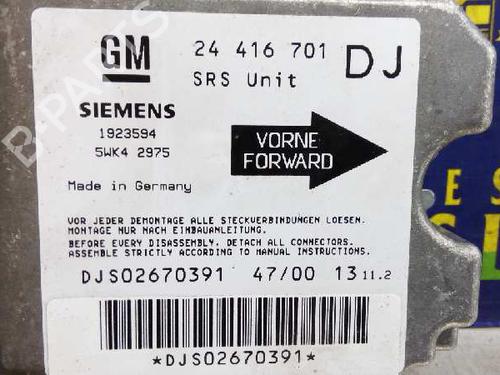 GM
24 416 701
DJ
SRS Unit
SIEMENS
1923594
5WK4 2975
VORNE
FORWARD
Made in Germany
VOR JEDER DEMONTAGE ALLE STECKVERBINDUNGEN LOESEN.
MONTAGE NUR NACH EINBAUANLEITUNG.
BEFORE EVERY DISASSEMBLY, DETACH ALL CONNECTORS.
ASSEMBLE STRICTLY ACCORDING TO MANUAL INSTRUCTIONS.
DJS02670391 47/00 13 11.2
*DJS02670391*
B-PARTS